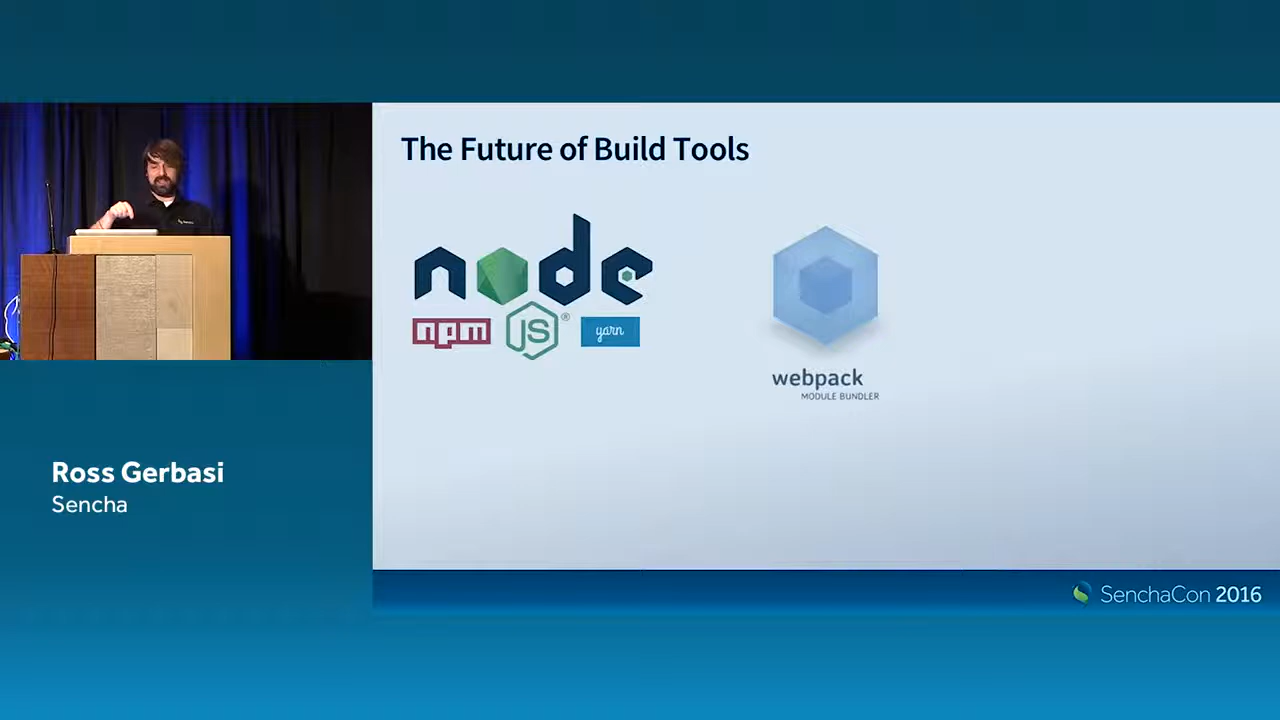 The Future of Build Tools
node
npm
JS
®
yarn
webpack
MODULE BUNDLER
Ross Gerbasi
Sencha
SenchaCon 2016